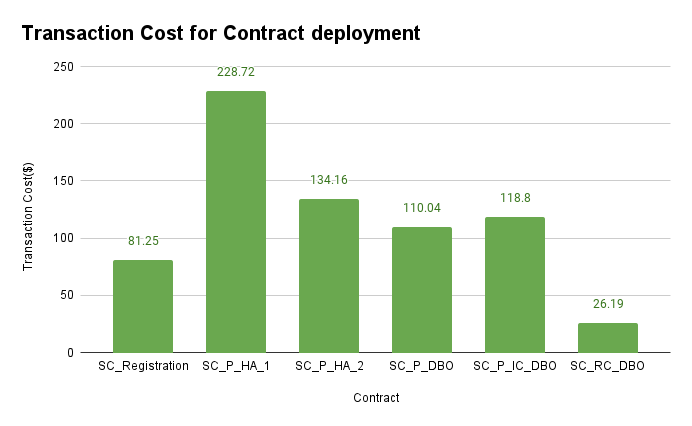 Transaction Cost for Contract deployment
Transaction Cost($)
250
200
150
100
50
0
81.25
228.72
134.16
110.04
118.8
26.19
SC_Registration
SC_P_HA_1
SC_P_HA_2
SC_P_DBO
SC_P_IC_DBO
SC_RC_DBO
Contract